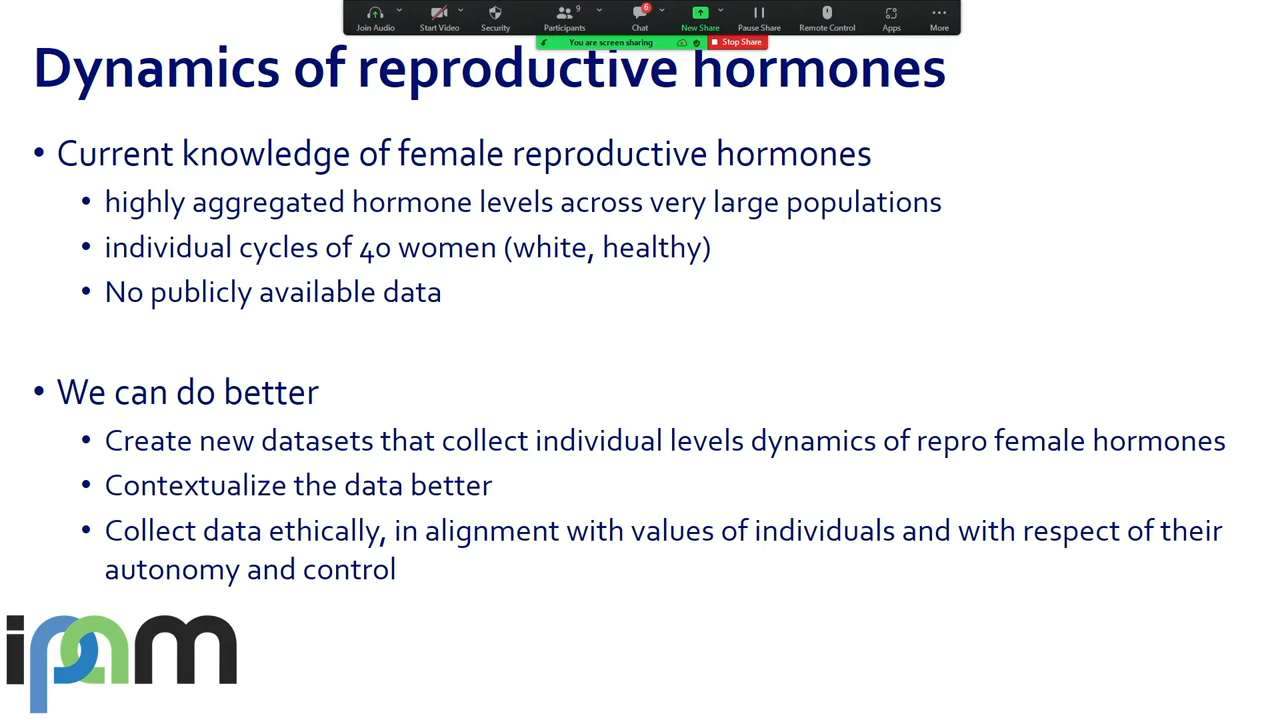 9
6
Join Audio
Start Video
Security
Participants
Chat
New Share
Pause Share
Remote Control
Apps
More
You are screen sharing
Stop Share
Dynamics of reproductive hormones
• Current knowledge of female reproductive hormones
• highly aggregated hormone levels across very large populations
• individual cycles of 40 women (white, healthy)
• No publicly available data
• We can do better
• Create new datasets that collect individual levels dynamics of repro female hormones
• Contextualize the data better
• Collect data ethically, in alignment with values of individuals and with respect of their
autonomy and control
ipam